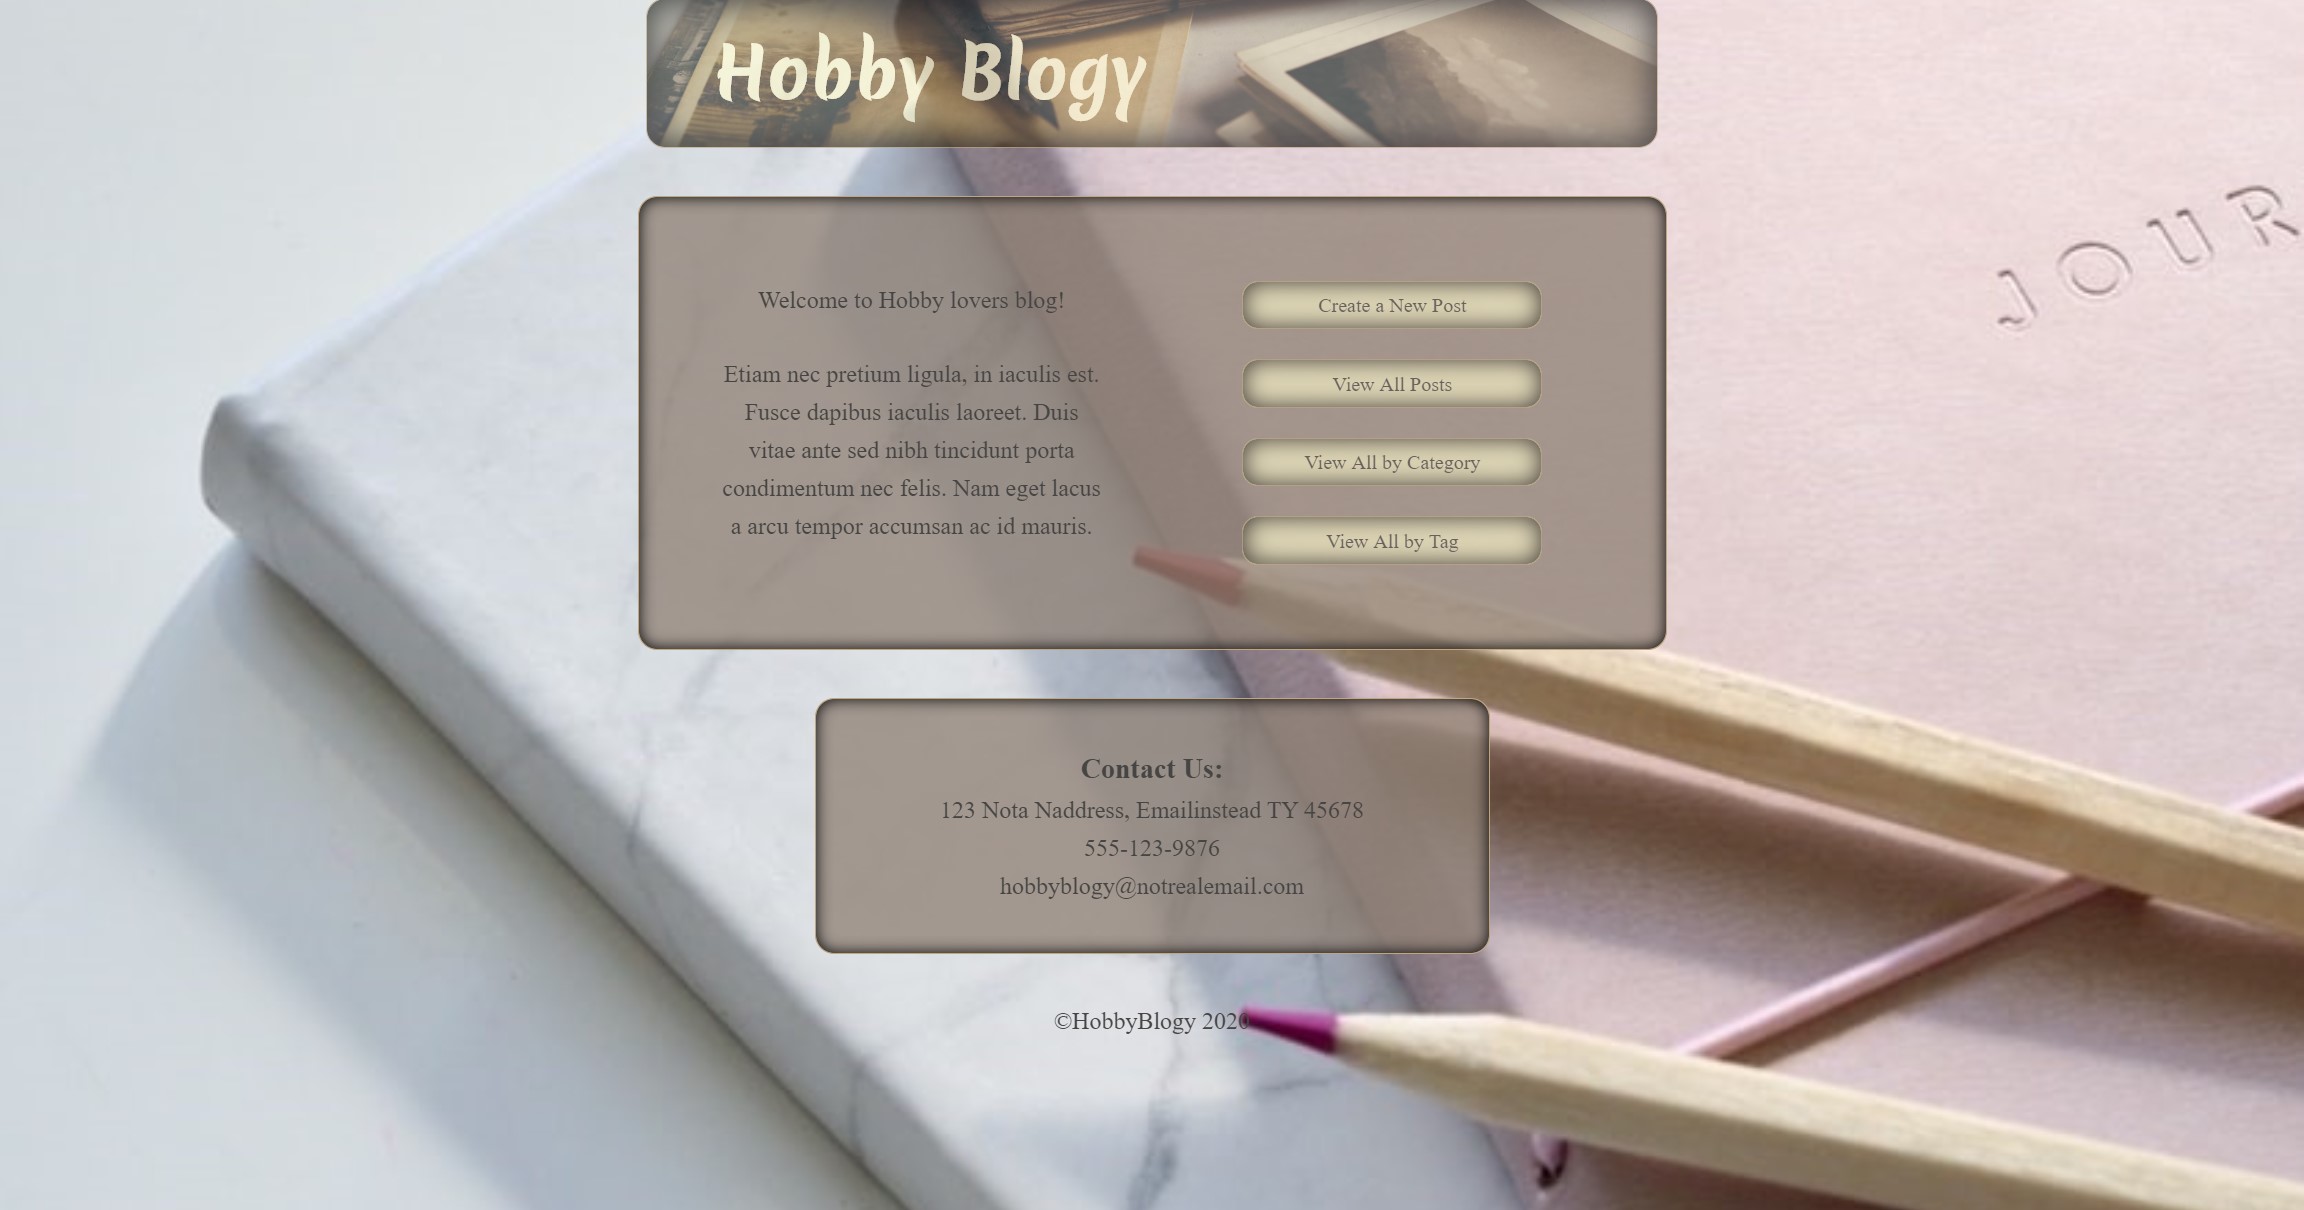 Hobby Blogy
JOUR
Welcome to Hobby lovers blog!
Etiam nec pretium ligula, in iaculis est.
Fusce dapibus iaculis laoreet. Duis
vitae ante sed nibh tincidunt porta
condimentum nec felis. Nam eget lacus
a arcu tempor accumsan ac id mauris.
Create a New Post
View All Posts
View All by Category
View All by Tag
Contact Us:
123 Nota Naddress, Emailinstead TY 45678
555-123-9876
hobbyblogy@notrealemail.com
©HobbyBlogy 2020